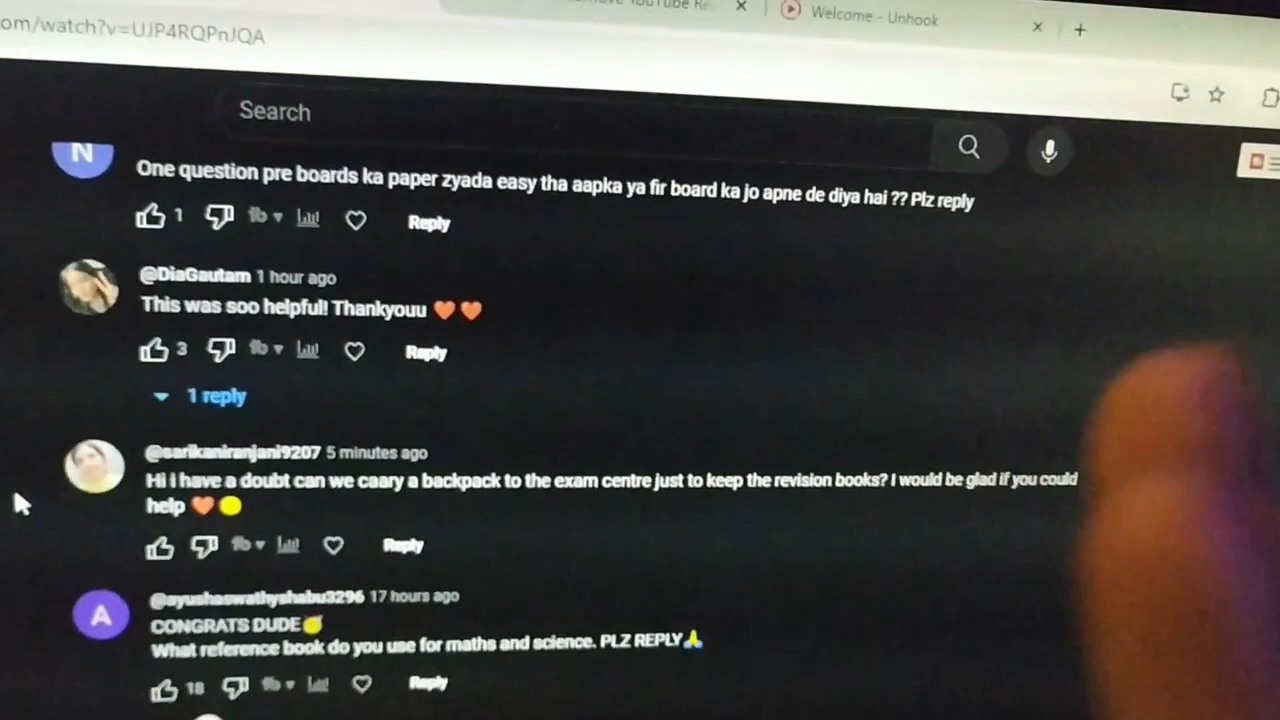 om/watch?v=UJP4RQPnJQA
YouTube Re
Welcome - Unhook
Search
N
One question pre boards ka paper zyada easy tha aapka ya fir board ka jo apne de diya hai ?? Plz reply
1
Reply
@DiaGautam 1 hour ago
This was soo helpful! Thankyouu 🧡🧡
3
Reply
1 reply
@sarikaniranjani9207 5 minutes ago
Hi i have a doubt can we caary a backpack to the exam centre just to keep the revision books? I would be glad if you could
help 🧡
Reply
A
@ayushaswathyshabu3296 17 hours ago
CONGRATS DUDE
What reference book do you use for maths and science. PLZ REPLY🙏
18
Reply